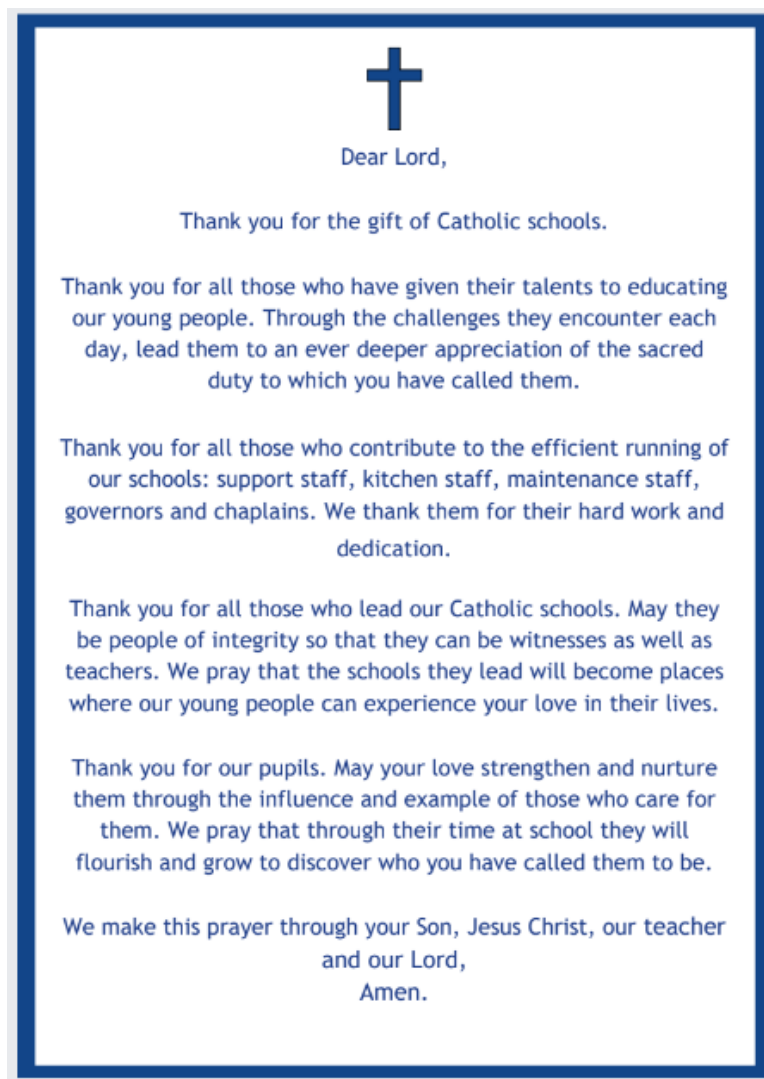 Dear Lord,
Thank you for the gift of Catholic schools.
Thank you for all those who have given their talents to educating
our young people. Through the challenges they encounter each
day, lead them to an ever deeper appreciation of the sacred
duty to which you have called them.
Thank you for all those who contribute to the efficient running of
our schools: support staff, kitchen staff, maintenance staff,
governors and chaplains. We thank them for their hard work and
dedication.
Thank you for all those who lead our Catholic schools. May they
be people of integrity so that they can be witnesses as well as
teachers. We pray that the schools they lead will become places
where our young people can experience your love in their lives.
Thank you for our pupils. May your love strengthen and nurture
them through the influence and example of those who care for
them. We pray that through their time at school they will
flourish and grow to discover who you have called them to be.
We make this prayer through your Son, Jesus Christ, our teacher
and our Lord,
Amen.